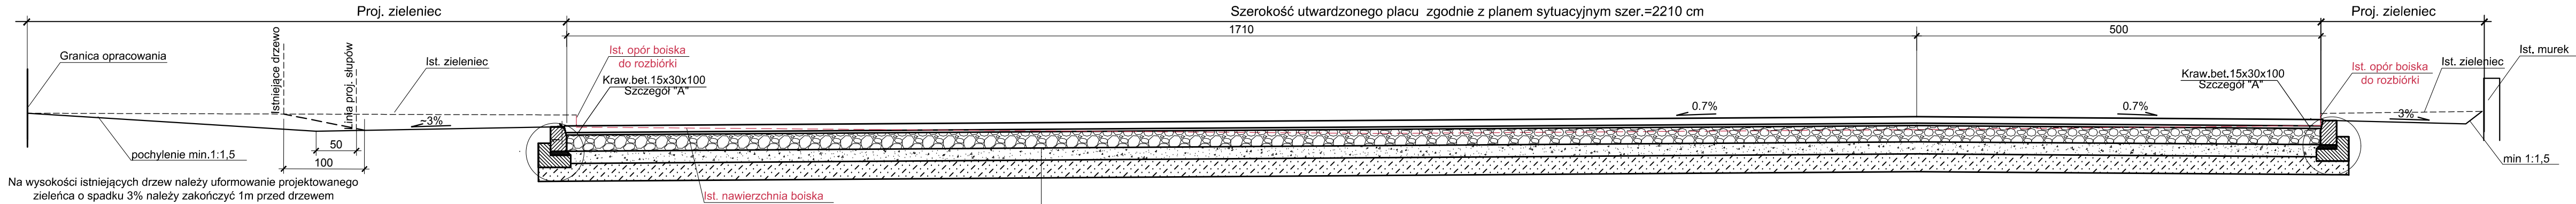 Proj. zieleniec
Szerokość utwardzonego placu zgodnie z planem sytuacyjnym szer.=2210 cm
Proj. zieleniec
1710
500
Granica opracowania
Istniejące drzewo
Linia proj. słupów
Ist. zieleniec
Ist. opór boiska
do rozbiórki
Kraw.bet.15x30x100
Szczegół "A"
0.7%
0.7%
Kraw.bet.15x30x100
Szczegół "A"
Ist. opór boiska
do rozbiórki
Ist. zieleniec
Ist. murek
~3%
3%
50
100
pochylenie min.1:1,5
min 1:1,5
Na wysokości istniejących drzew należy uformowanie projektowanego
zieleńca o spadku 3% należy zakończyć 1m przed drzewem
Ist. nawierzchnia boiska